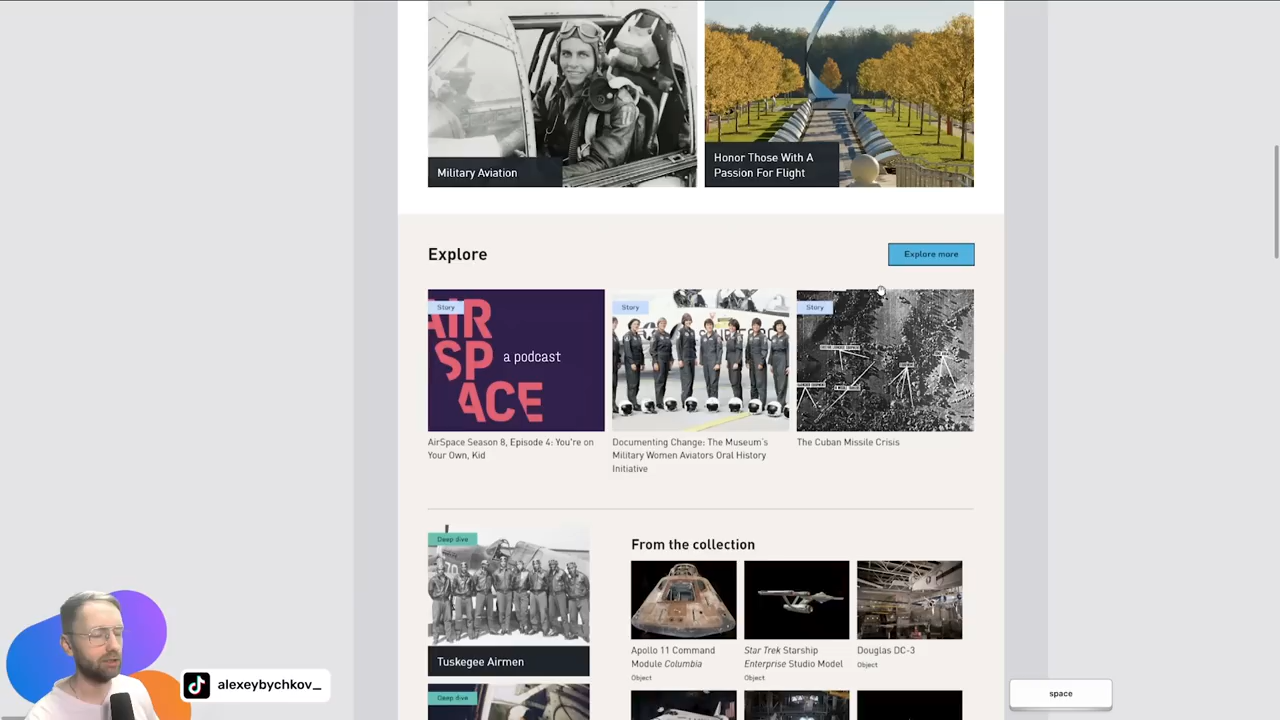 Military Aviation
Honor Those With A
Passion For Flight
Explore
Explore more
Story
AIR
SP
ACE
a podcast
Story
Story
AirSpace Season 8, Episode 4: You're on
Your Own, Kid
Documenting Change: The Museum's
Military Women Aviators Oral History
Initiative
The Cuban Missile Crisis
Deep dive
Tuskegee Airmen
Deep dive
From the collection
Apollo 11 Command
Module Columbia
Object
Star Trek Starship
Enterprise Studio Model
Object
Douglas DC-3
Object
alexeybychkov_
space